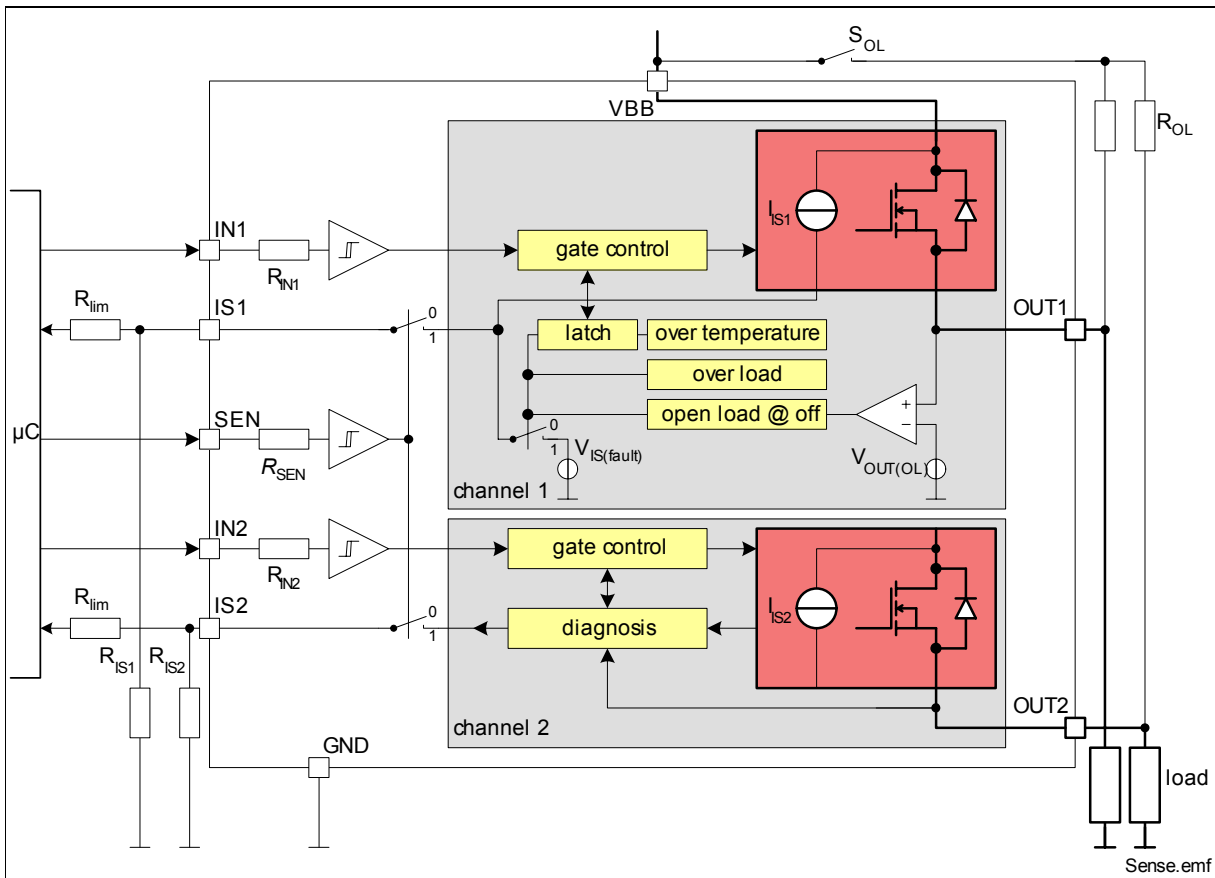 S_OL
VBB
R_OL
IN1
R_IN1
gate control
I_IS1
R_lim
IS1
0
1
latch
over temperature
OUT1
over load
µC
SEN
R_SEN
open load @ off
+
-
0
1
V_IS(fault)
V_OUT(OL)
channel 1
IN2
R_IN2
gate control
I_IS2
R_lim
IS2
0
1
diagnosis
R_IS1
R_IS2
OUT2
channel 2
GND
load
Sense.emf